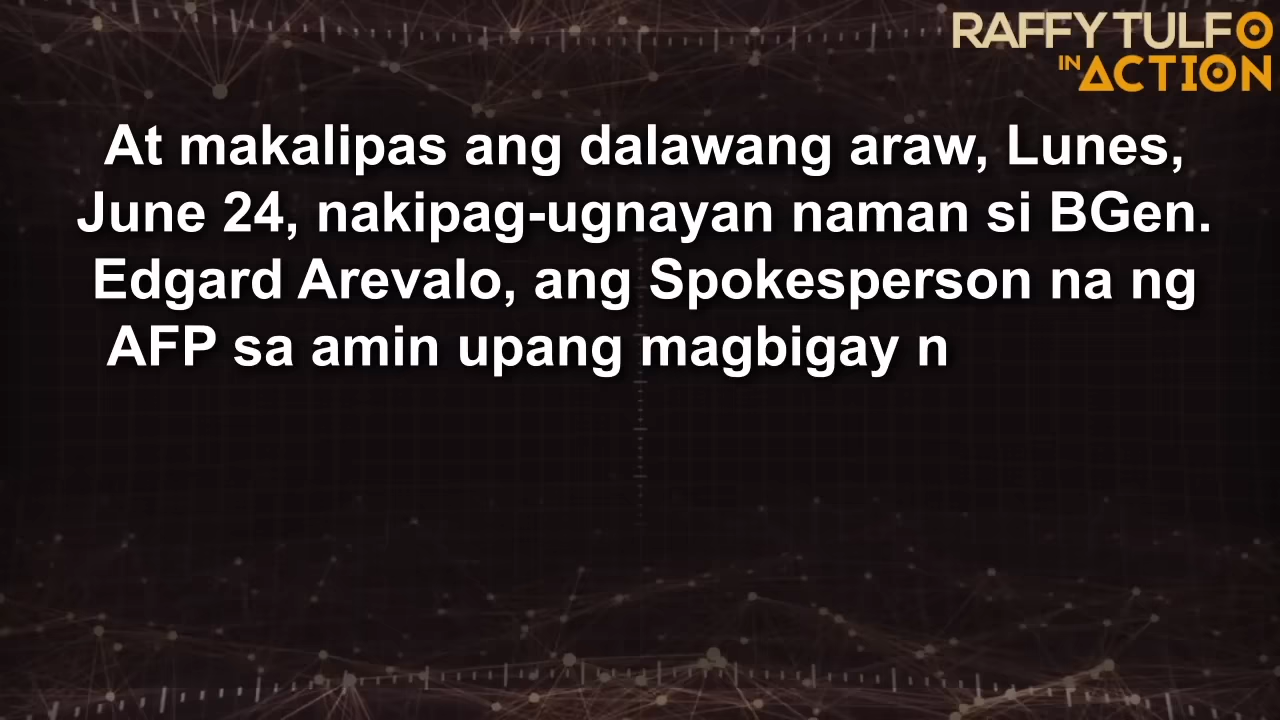 RAFFY TULFO
IN ACTION
At makalipas ang dalawang araw, Lunes,
June 24, nakipag-ugnayan naman si BGen.
Edgard Arevalo, ang Spokesperson na ng
AFP sa amin upang magbigay n